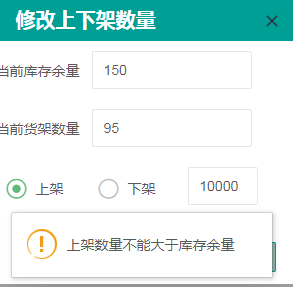 修改上下架数量
当前库存余量 150
当前货架数量 95
上架 下架 10000
上架数量不能大于库存余量